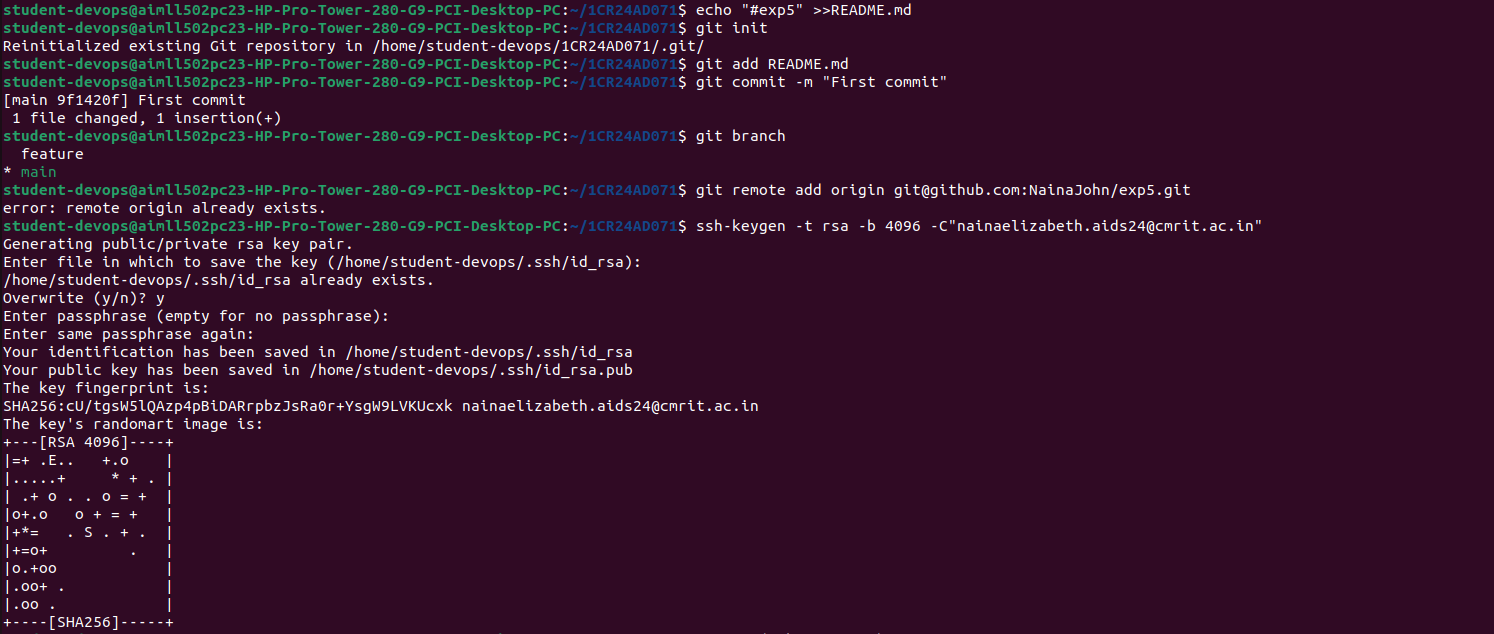 student-devops@aimll502pc23-HP-Pro-Tower-280-G9-PCI-Desktop-PC:~/1CR24AD071$ echo "#exp5" >>README.md
student-devops@aimll502pc23-HP-Pro-Tower-280-G9-PCI-Desktop-PC:~/1CR24AD071$ git init
Reinitialized existing Git repository in /home/student-devops/1CR24AD071/.git/
student-devops@aimll502pc23-HP-Pro-Tower-280-G9-PCI-Desktop-PC:~/1CR24AD071$ git add README.md
student-devops@aimll502pc23-HP-Pro-Tower-280-G9-PCI-Desktop-PC:~/1CR24AD071$ git commit -m "First commit"
[main 9f1420f] First commit
 1 file changed, 1 insertion(+)
student-devops@aimll502pc23-HP-Pro-Tower-280-G9-PCI-Desktop-PC:~/1CR24AD071$ git branch
  feature
* main
student-devops@aimll502pc23-HP-Pro-Tower-280-G9-PCI-Desktop-PC:~/1CR24AD071$ git remote add origin git@github.com:NainaJohn/exp5.git
error: remote origin already exists.
student-devops@aimll502pc23-HP-Pro-Tower-280-G9-PCI-Desktop-PC:~/1CR24AD071$ ssh-keygen -t rsa -b 4096 -C"nainaelizabeth.aids24@cmrit.ac.in"
Generating public/private rsa key pair.
Enter file in which to save the key (/home/student-devops/.ssh/id_rsa):
/home/student-devops/.ssh/id_rsa already exists.
Overwrite (y/n)? y
Enter passphrase (empty for no passphrase):
Enter same passphrase again:
Your identification has been saved in /home/student-devops/.ssh/id_rsa
Your public key has been saved in /home/student-devops/.ssh/id_rsa.pub
The key fingerprint is:
SHA256:cU/tgsW5lQAzp4pBiDARrpbzJsRa0r+YsgW9LVKUcxk nainaelizabeth.aids24@cmrit.ac.in
The key's randomart image is:
+---[RSA 4096]----+
|=+ .E..   +.o    |
|.....+     * + . |
| .+ o . . o = +  |
|o+.o   o + = +   |
|+*=   . S . + .  |
|+=o+         .   |
|o.+oo            |
|.oo+ .           |
|.oo .            |
+----[SHA256]-----+